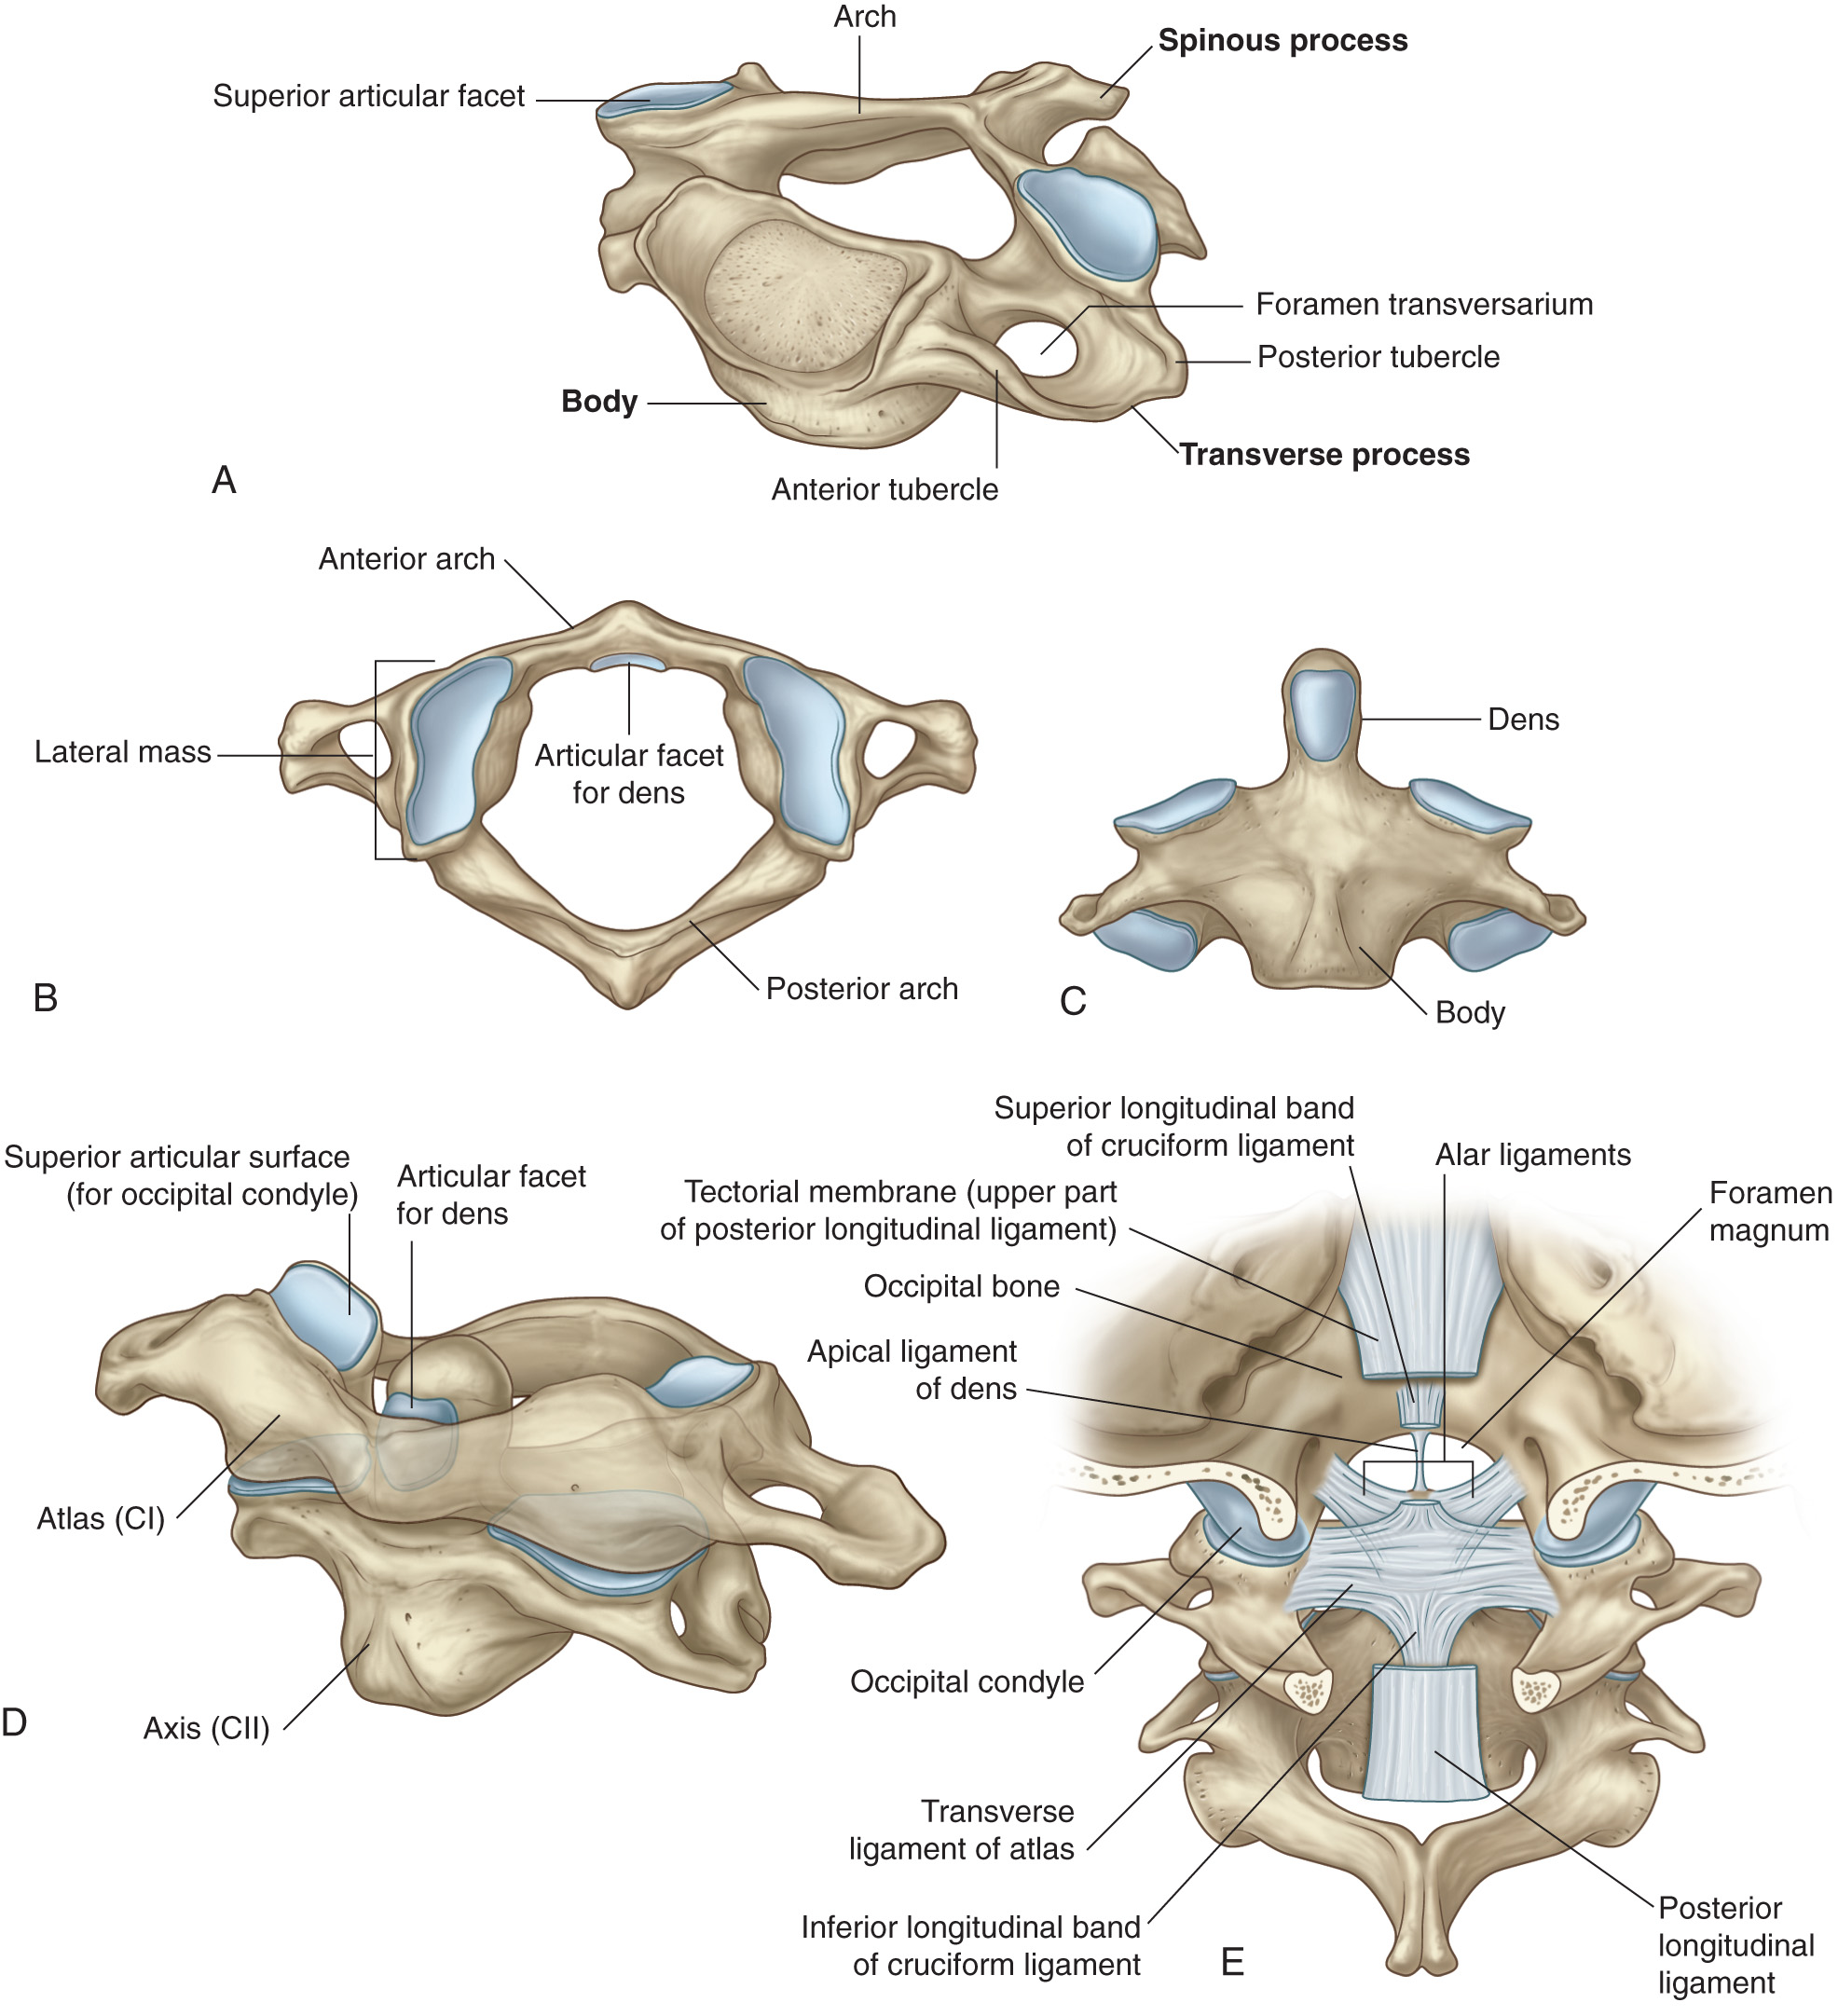 Arch
Spinous process
Superior articular facet
Foramen transversarium
Posterior tubercle
Body
Transverse process
Anterior tubercle
A
Anterior arch
Lateral mass
Articular facet
for dens
Posterior arch
B
Dens
Body
C
Superior articular surface
(for occipital condyle)
Articular facet
for dens
Atlas (CI)
Axis (CII)
D
Superior longitudinal band
of cruciform ligament
Alar ligaments
Tectorial membrane (upper part
of posterior longitudinal ligament)
Foramen
magnum
Occipital bone
Apical ligament
of dens
Occipital condyle
Transverse
ligament of atlas
Inferior longitudinal band
of cruciform ligament
Posterior
longitudinal
ligament
E